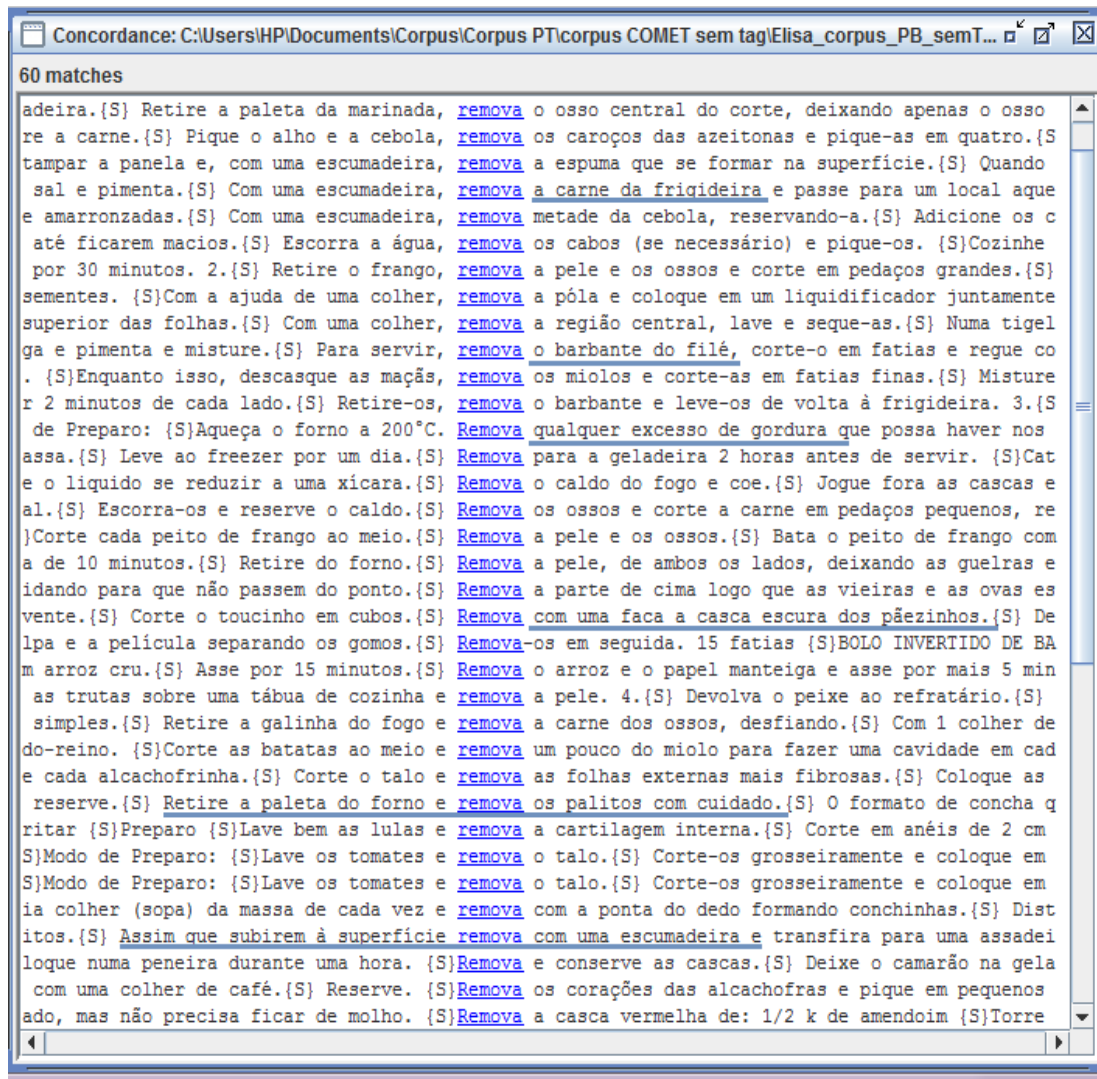 Concordance: C:\Users\HP\Documents\Corpus\Corpus PT\corpus COMET sem tag\Elisa_corpus_PB_semT...
60 matches
adeira.{S} Retire a paleta da marinada, remova o osso central do corte, deixando apenas o osso
re a carne.{S} Pique o alho e a cebola, remova os caroços das azeitonas e pique-as em quatro.{S
tampar a panela e, com uma escumadeira, remova a espuma que se formar na superfície.{S} Quando
sal e pimenta.{S} Com uma escumadeira, remova a carne da frigideira e passe para um local aque
e amarronzadas.{S} Com uma escumadeira, remova metade da cebola, reservando-a.{S} Adicione os c
até ficarem macios.{S} Escorra a água, remova os cabos (se necessário) e pique-os. {S}Cozinhe
por 30 minutos. 2.{S} Retire o frango, remova a pele e os ossos e corte em pedaços grandes.{S}
sementes. {S}Com a ajuda de uma colher, remova a póla e coloque em um liquidificador juntamente
superior das folhas.{S} Com uma colher, remova a região central, lave e seque-as.{S} Numa tigel
ga e pimenta e misture.{S} Para servir, remova o barbante do filé, corte-o em fatias e regue co
. {S}Enquanto isso, descasque as maçãs, remova os miolos e corte-as em fatias finas.{S} Misture
r 2 minutos de cada lado.{S} Retire-os, remova o barbante e leve-os de volta à frigideira. 3.{S
de Preparo: {S}Aqueça o forno a 200°C. Remova qualquer excesso de gordura que possa haver nos
assa.{S} Leve ao freezer por um dia.{S} Remova para a geladeira 2 horas antes de servir. {S}Cat
e o liquido se reduzir a uma xícara.{S} Remova o caldo do fogo e coe.{S} Jogue fora as cascas e
al.{S} Escorra-os e reserve o caldo.{S} Remova os ossos e corte a carne em pedaços pequenos, re
}Corte cada peito de frango ao meio.{S} Remova a pele e os ossos.{S} Bata o peito de frango com
a de 10 minutos.{S} Retire do forno.{S} Remova a pele, de ambos os lados, deixando as guelras e
idando para que não passem do ponto.{S} Remova a parte de cima logo que as vieiras e as ovas es
vente.{S} Corte o toucinho em cubos.{S} Remova com uma faca a casca escura dos pãezinhos.{S} De
lpa e a película separando os gomos.{S} Remova-os em seguida. 15 fatias {S}BOLO INVERTIDO DE BA
m arroz cru.{S} Asse por 15 minutos.{S} Remova o arroz e o papel manteiga e asse por mais 5 min
as trutas sobre uma tábua de cozinha e remova a pele. 4.{S} Devolva o peixe ao refratário.{S}
simples.{S} Retire a galinha do fogo e remova a carne dos ossos, desfiando.{S} Com 1 colher de
do-reino. {S}Corte as batatas ao meio e remova um pouco do miolo para fazer uma cavidade em cad
e cada alcachofrinha.{S} Corte o talo e remova as folhas externas mais fibrosas.{S} Coloque as
reserve.{S} Retire a paleta do forno e remova os palitos com cuidado.{S} O formato de concha q
ritar {S}Preparo {S}Lave bem as lulas e remova a cartilagem interna.{S} Corte em anéis de 2 cm
S}Modo de Preparo: {S}Lave os tomates e remova o talo.{S} Corte-os grosseiramente e coloque em
S}Modo de Preparo: {S}Lave os tomates e remova o talo.{S} Corte-os grosseiramente e coloque em
ia colher (sopa) da massa de cada vez e remova com a ponta do dedo formando conchinhas.{S} Dist
itos.{S} Assim que subirem à superfície remova com uma escumadeira e transfira para uma assadei
loque numa peneira durante uma hora. {S}Remova e conserve as cascas.{S} Deixe o camarão na gela
com uma colher de café.{S} Reserve. {S}Remova os corações das alcachofras e pique em pequenos
ado, mas não precisa ficar de molho. {S}Remova a casca vermelha de: 1/2 k de amendoim {S}Torre